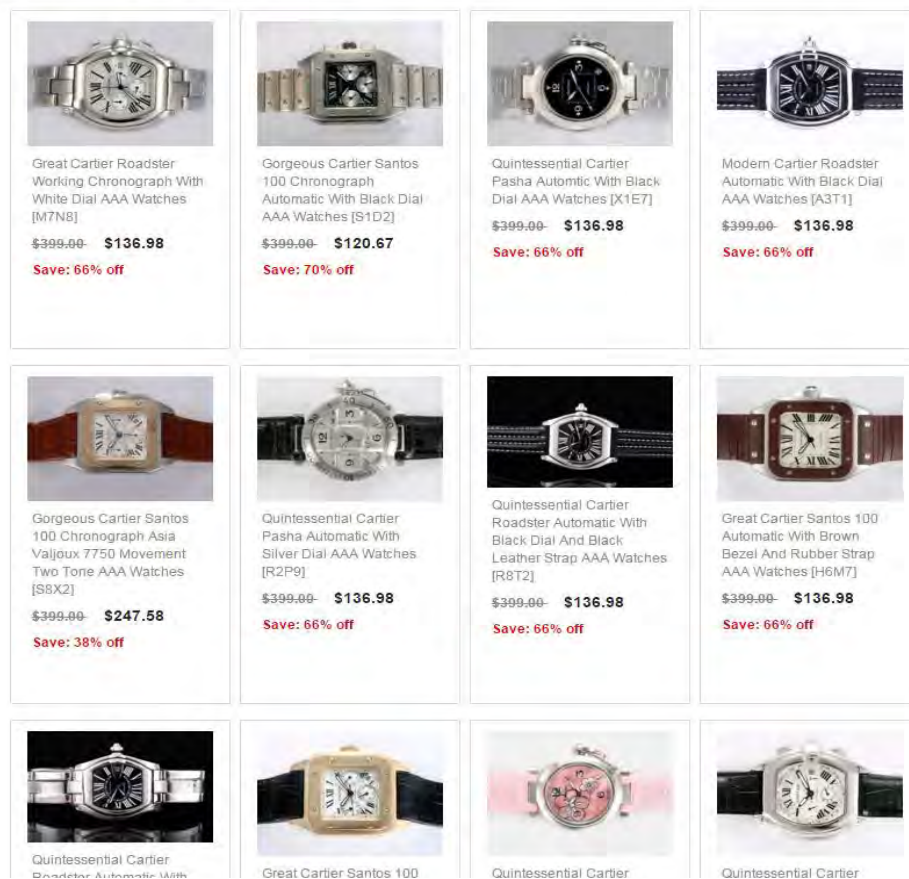 Great Cartier Roadster
Working Chronograph With
White Dial AAA Watches
[M7N8]
$399.00 $136.98
Save: 66% off
Gorgeous Cartier Santos
100 Chronograph
Automatic With Black Dial
AAA Watches [S1D2]
$399.00 $120.67
Save: 70% off
Quintessential Cartier
Pasha Automtic With Black
Dial AAA Watches [X1E7]
$399.00 $136.98
Save: 66% off
Modern Cartier Roadster
Automatic With Black Dial
AAA Watches [A3T1]
$399.00 $136.98
Save: 66% off
Gorgeous Cartier Santos
100 Chronograph Asia
Valjoux 7750 Movement
Two Tone AAA Watches
[S8X2]
$399.00 $247.58
Save: 38% off
Quintessential Cartier
Pasha Automatic With
Silver Dial AAA Watches
[R2P9]
$399.00 $136.98
Save: 66% off
Quintessential Cartier
Roadster Automatic With
Black Dial And Black
Leather Strap AAA Watches
[R8T2]
$399.00 $136.98
Save: 66% off
Great Cartier Santos 100
Automatic With Brown
Bezel And Rubber Strap
AAA Watches [H6M7]
$399.00 $136.98
Save: 66% off
Quintessential Cartier
Roadster Automatic With
Great Cartier Santos 100
Quintessential Cartier
Quintessential Cartier